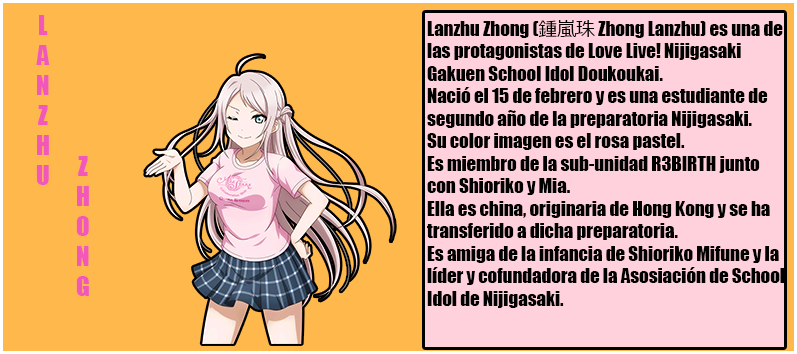 LANZHU
ZHONG
Lanzhu Zhong (鍾嵐珠 Zhong Lanzhu) es una de
las protagonistas de Love Live! Nijigasaki
Gakuen School Idol Doukoukai.
Nació el 15 de febrero y es una estudiante de
segundo año de la preparatoria Nijigasaki.
Su color imagen es el rosa pastel.
Es miembro de la sub-unidad R3BIRTH junto
con Shioriko y Mia.
Ella es china, originaria de Hong Kong y se ha
transferido a dicha preparatoria.
Es amiga de la infancia de Shioriko Mifune y la
líder y cofundadora de la Asosiación de School
Idol de Nijigasaki.